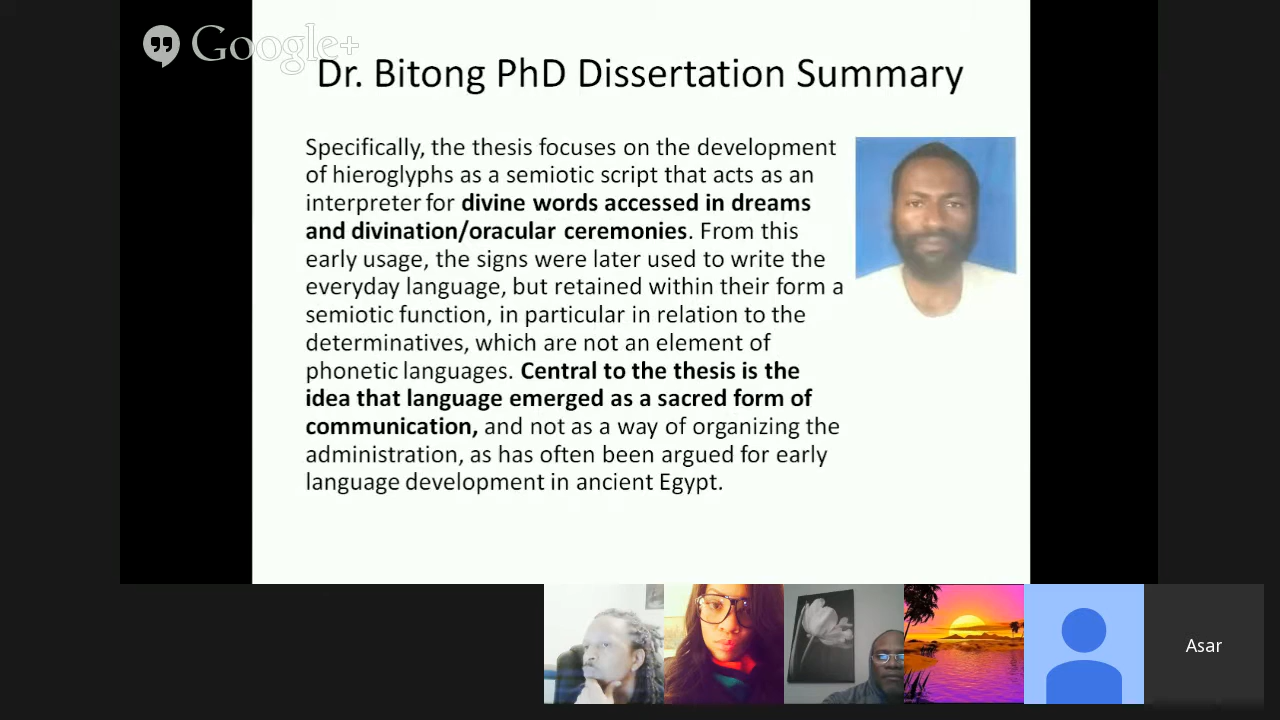 Google+
Dr. Bitong PhD Dissertation Summary
Specifically, the thesis focuses on the development
of hieroglyphs as a semiotic script that acts as an
interpreter for divine words accessed in dreams
and divination/oracular ceremonies. From this
early usage, the signs were later used to write the
everyday language, but retained within their form a
semiotic function, in particular in relation to the
determinatives, which are not an element of
phonetic languages. Central to the thesis is the
idea that language emerged as a sacred form of
communication, and not as a way of organizing the
administration, as has often been argued for early
language development in ancient Egypt.
Asar